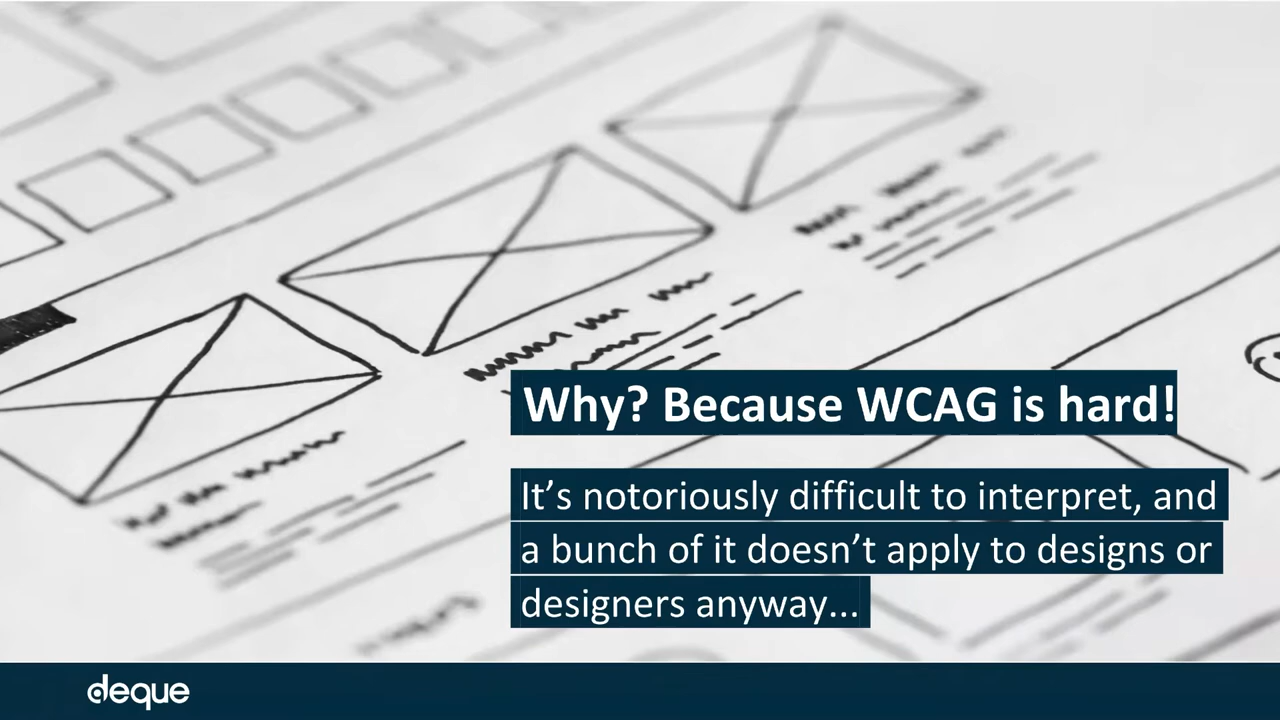 Why? Because WCAG is hard!
It’s notoriously difficult to interpret, and
a bunch of it doesn’t apply to designs or
designers anyway...
deque